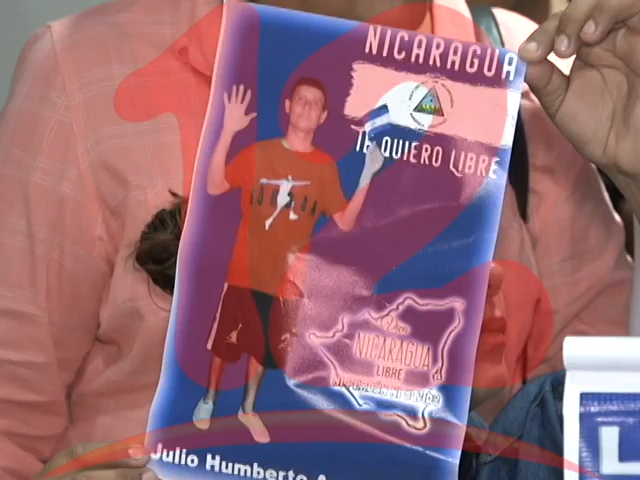 NICARAGUA
TE QUIERO LIBRE
NICARAGUA
LIBRE
Julio Humberto
L